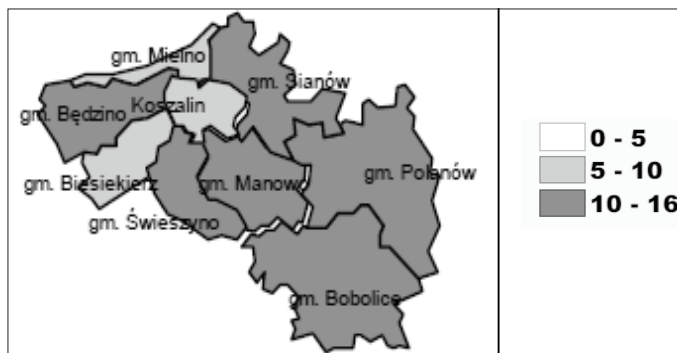 gm. Mielno
gm. Sianów
Koszalin
gm. Będzino
gm. Biesiekierz
gm. Manowo
gm. Polanów
gm. Świeszyno
gm. Bobolice
0 - 5
5 - 10
10 - 16